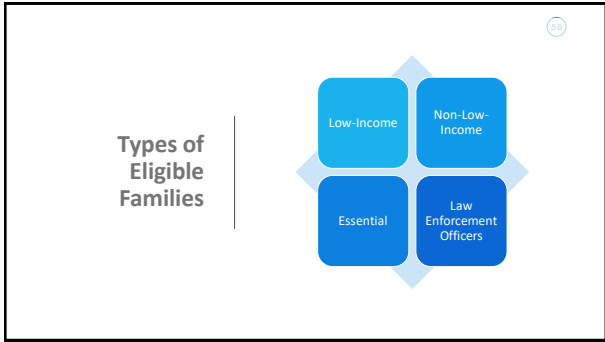 58
Types of
Eligible
Families
Low-Income
Non-Low-
Income
Essential
Law
Enforcement
Officers